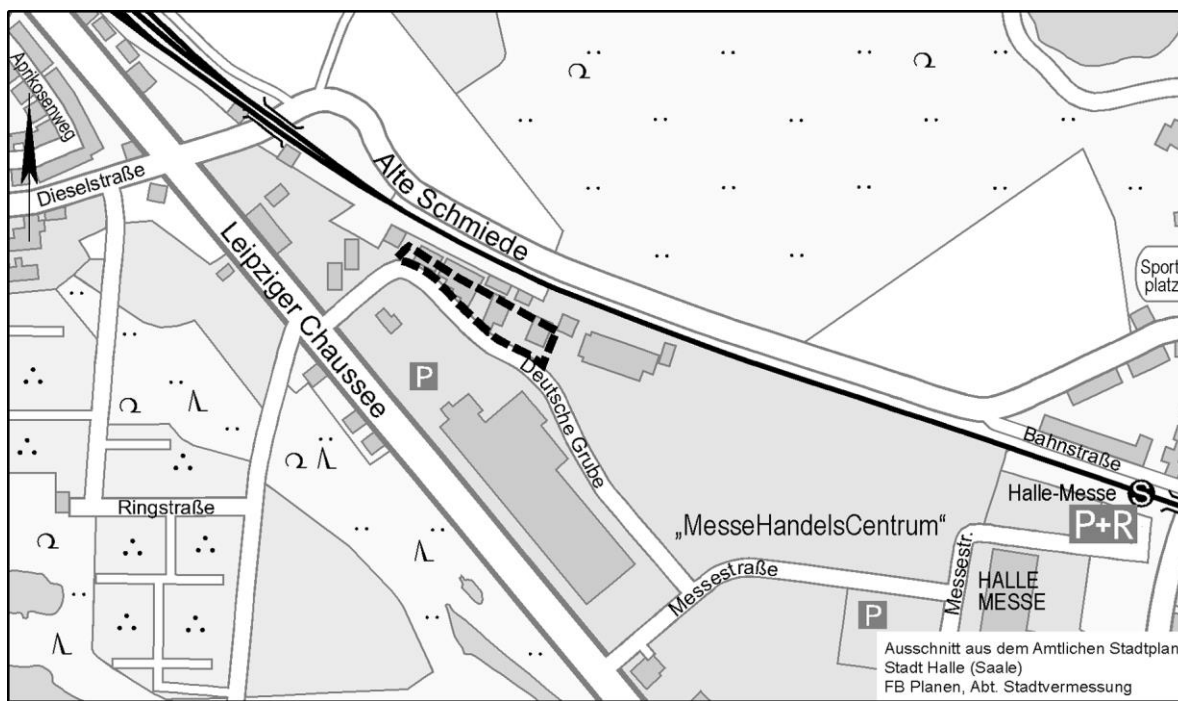 Aprikosenweg
Dieselstraße
Alte Schmiede
Leipziger Chaussee
Sport-
platz
P
Deutsche Grube
Bahnstraße
Halle-Messe
S
P+R
Ringstraße
„MesseHandelsCentrum“
Messestr.
Messestraße
HALLE
MESSE
P
Ausschnitt aus dem Amtlichen Stadtplan
Stadt Halle (Saale)
FB Planen, Abt. Stadtvermessung